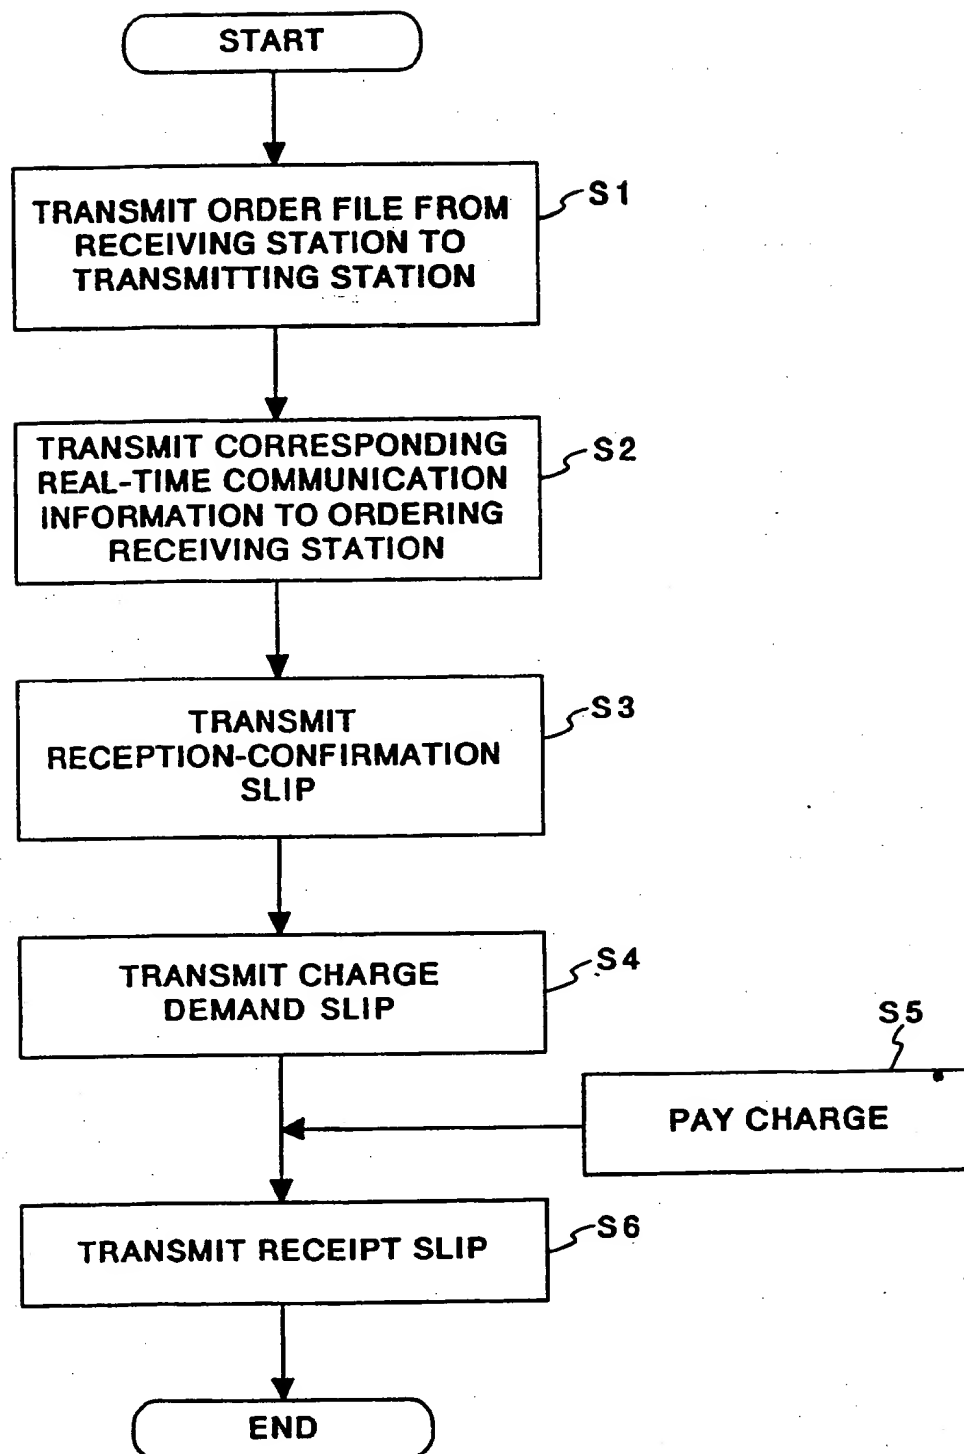 START
TRANSMIT ORDER FILE FROM
RECEIVING STATION TO
TRANSMITTING STATION
S1
TRANSMIT CORRESPONDING
REAL-TIME COMMUNICATION
INFORMATION TO ORDERING
RECEIVING STATION
S2
TRANSMIT
RECEPTION-CONFIRMATION
SLIP
S3
TRANSMIT CHARGE
DEMAND SLIP
S4
S5
PAY CHARGE
TRANSMIT RECEIPT SLIP
S6
END